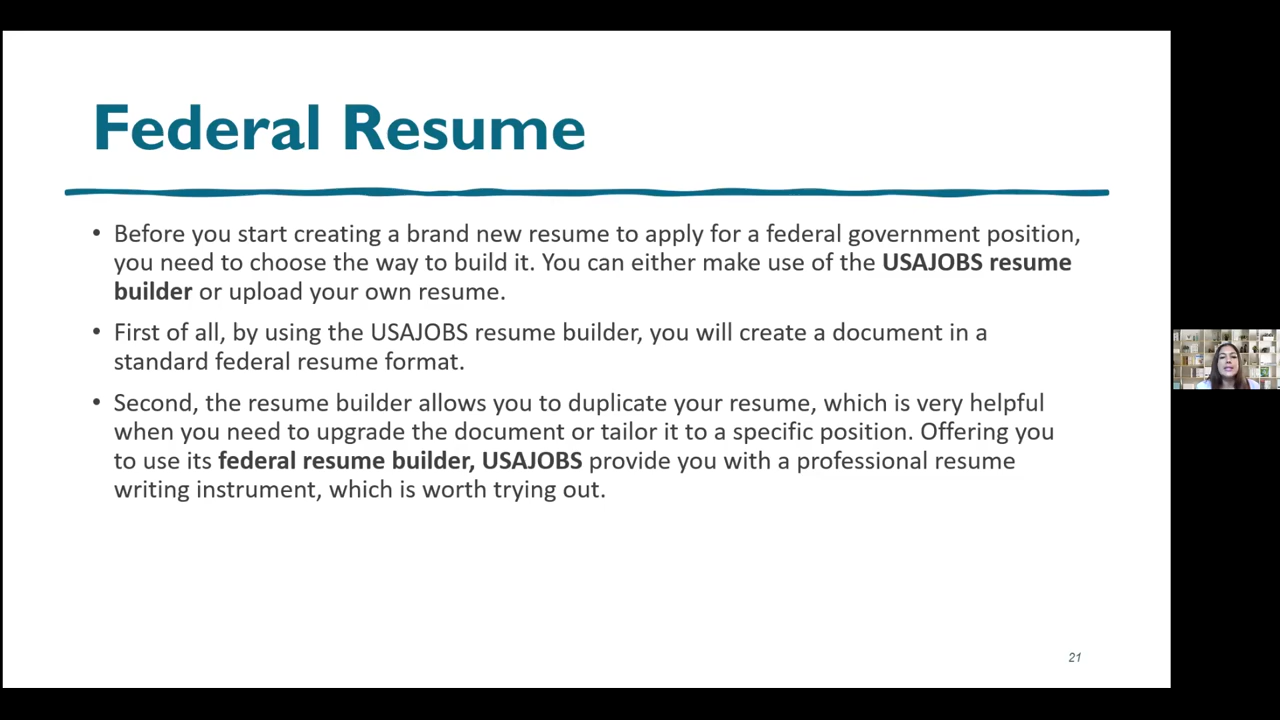 Federal Resume
• Before you start creating a brand new resume to apply for a federal government position,
you need to choose the way to build it. You can either make use of the USAJOBS resume
builder or upload your own resume.
• First of all, by using the USAJOBS resume builder, you will create a document in a
standard federal resume format.
• Second, the resume builder allows you to duplicate your resume, which is very helpful
when you need to upgrade the document or tailor it to a specific position. Offering you
to use its federal resume builder, USAJOBS provide you with a professional resume
writing instrument, which is worth trying out.
21